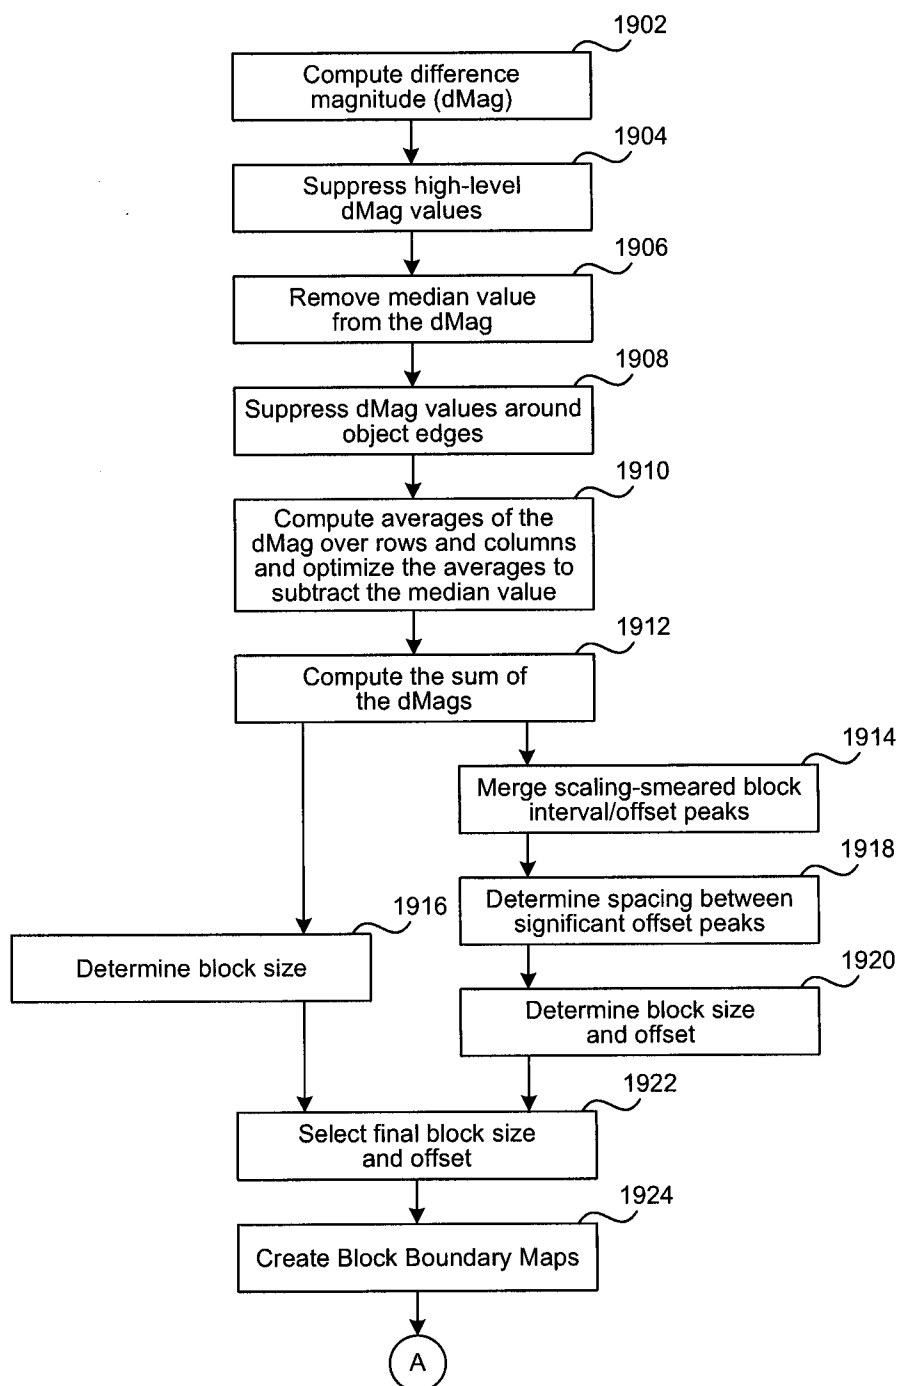 1902
Compute difference
magnitude (dMag)
1904
Suppress high-level
dMag values
1906
Remove median value
from the dMag
1908
Suppress dMag values around
object edges
1910
Compute averages of the
dMag over rows and columns
and optimize the averages to
subtract the median value
1912
Compute the sum of
the dMags
1914
Merge scaling-smeared block
interval/offset peaks
1918
Determine spacing between
significant offset peaks
1916
Determine block size
1920
Determine block size
and offset
1922
Select final block size
and offset
1924
Create Block Boundary Maps
A